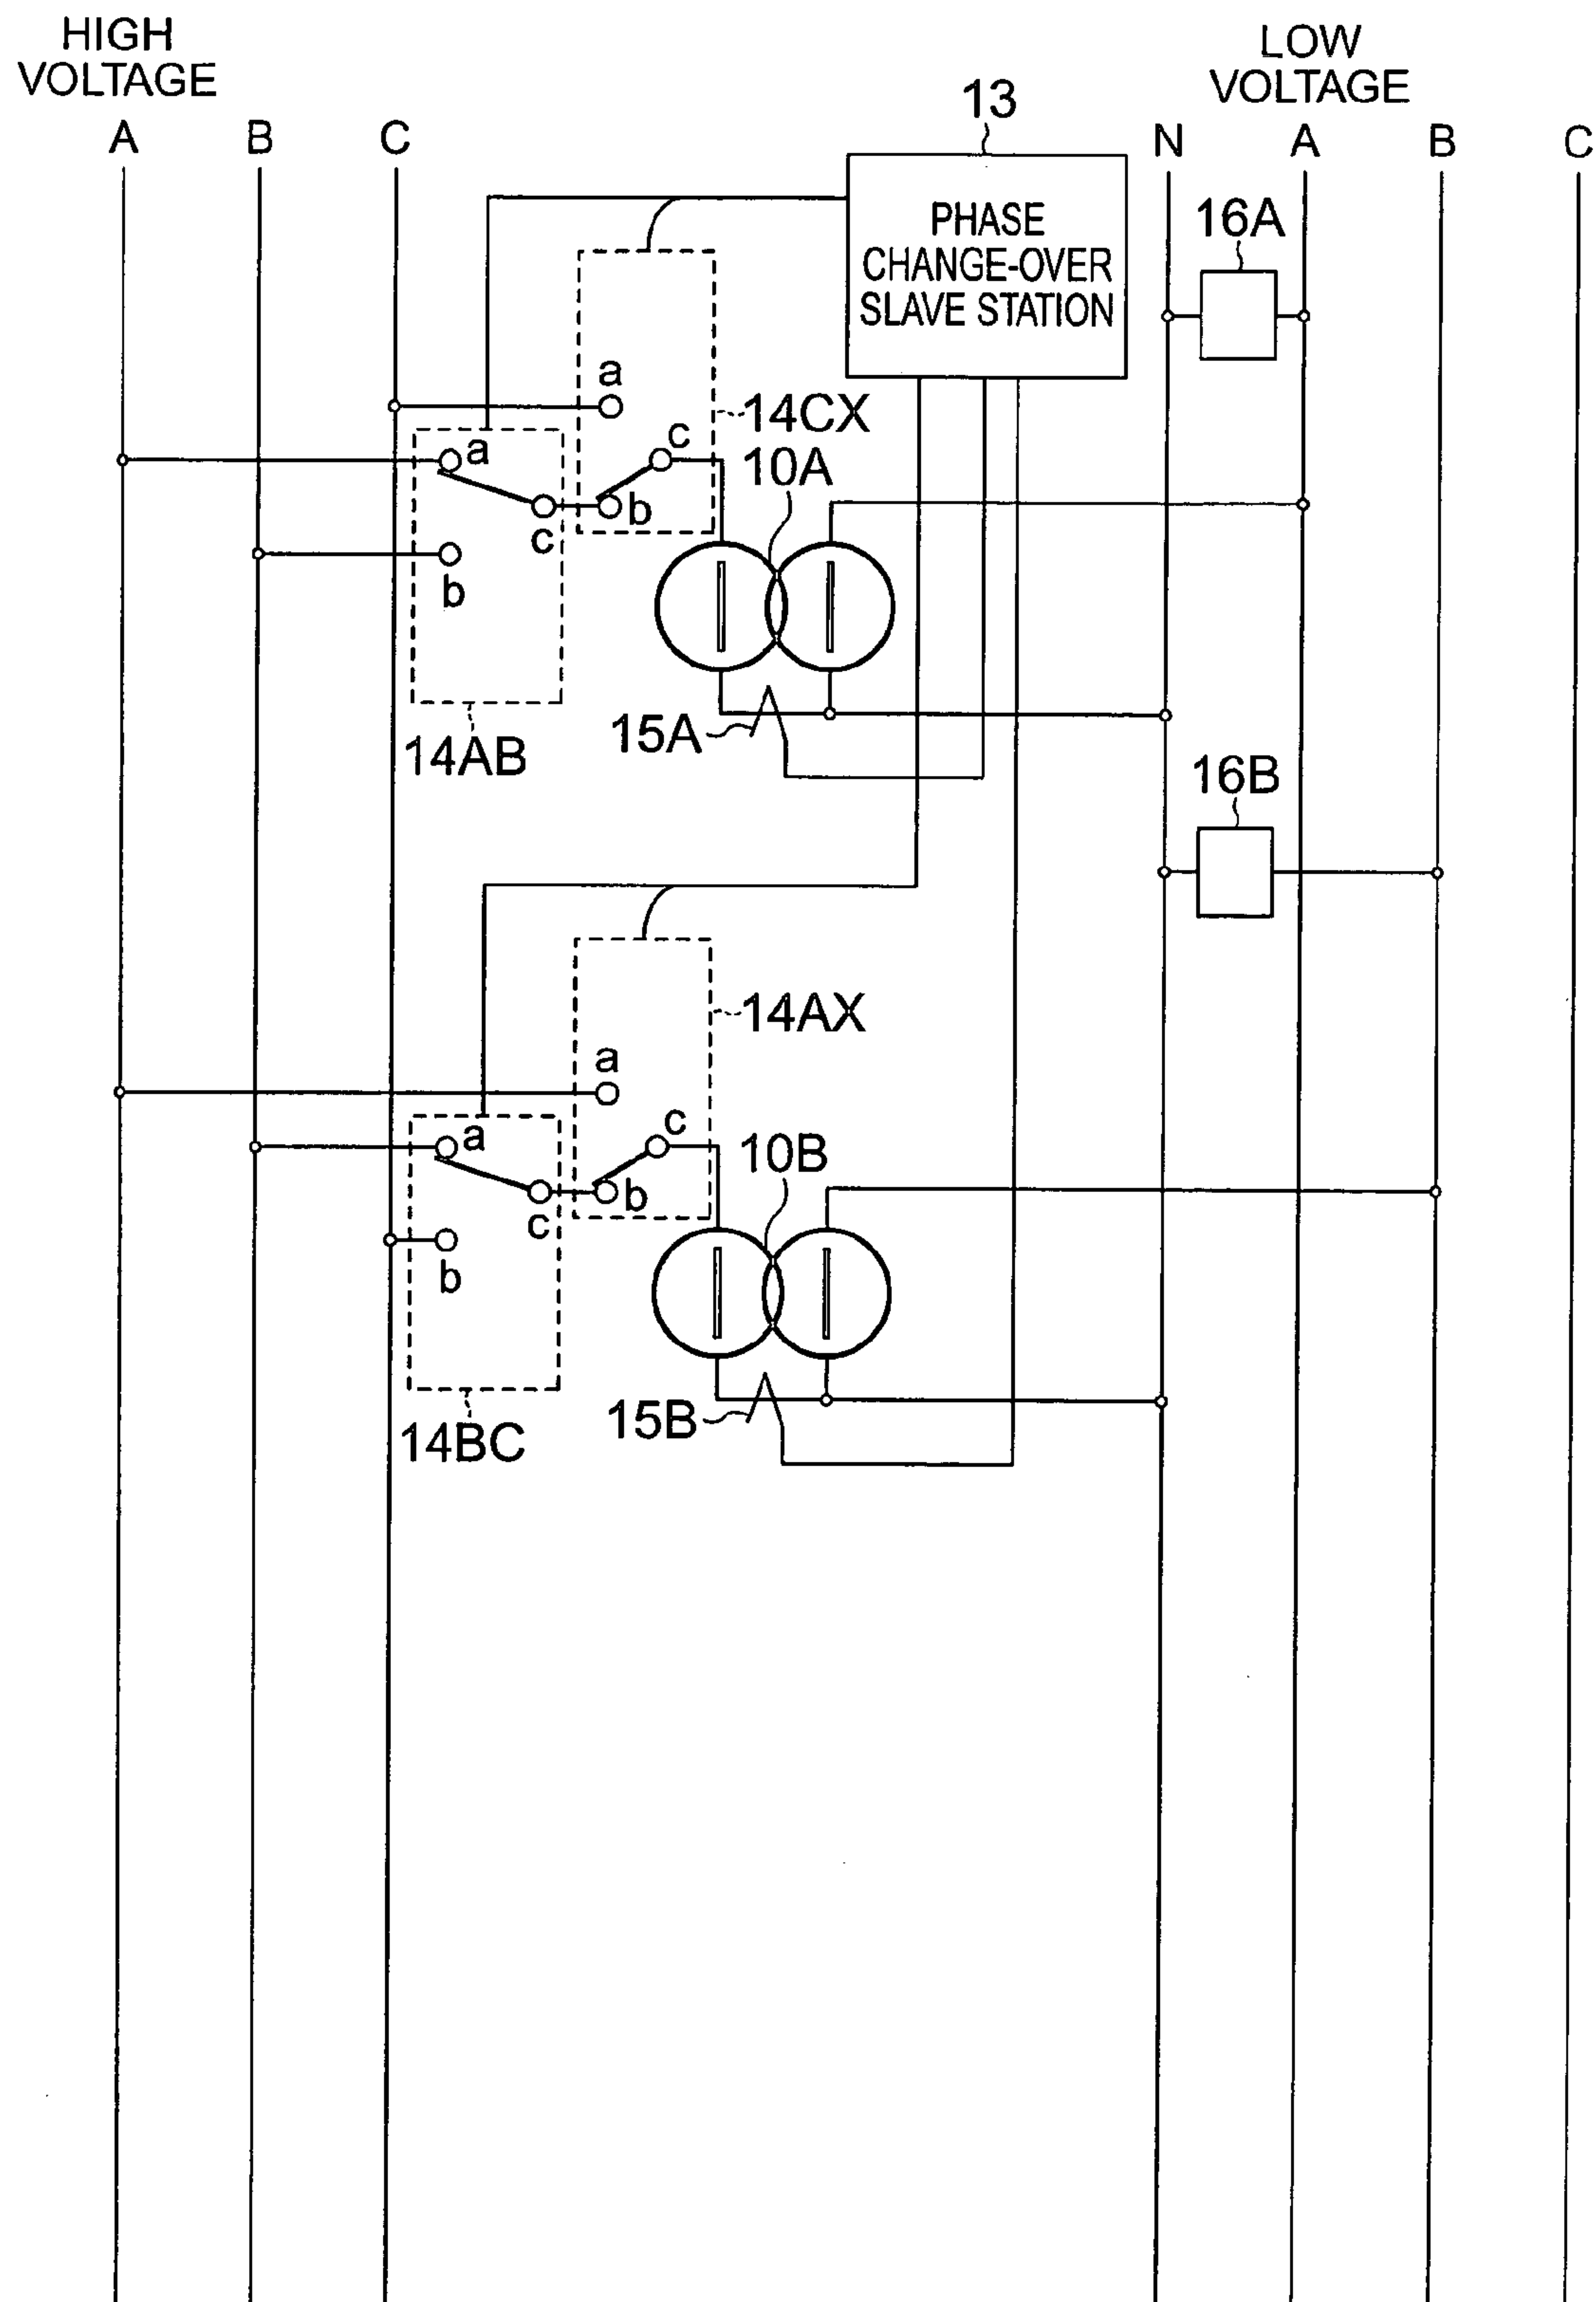 HIGH
VOLTAGE
A
B
C
LOW
VOLTAGE
N
A
B
C
13
PHASE
CHANGE-OVER
SLAVE STATION
16A
a
14CX
a
c
10A
b
c
b
15A
14AB
16B
14AX
a
a
c
10B
b
c
b
15B
14BC